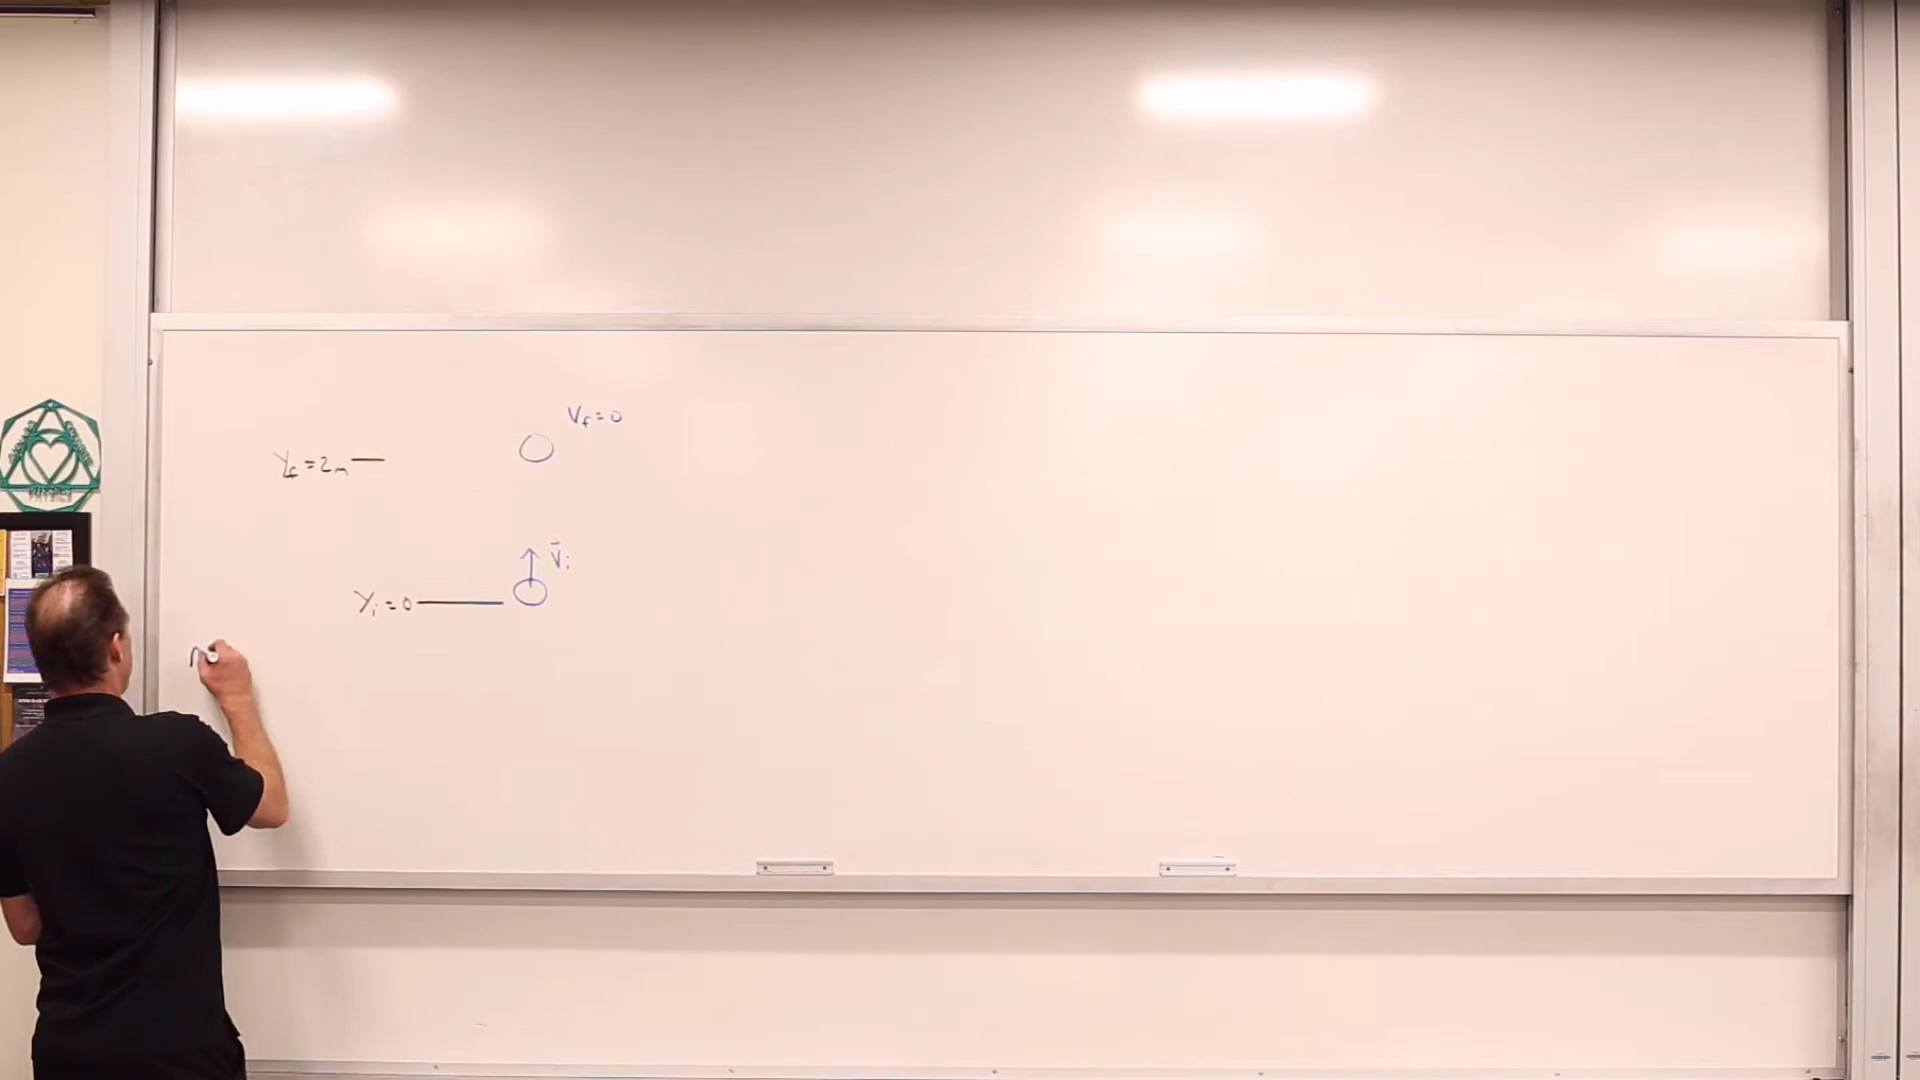 V_f = 0
y_f = 2m
V⃗_i
y_i = 0